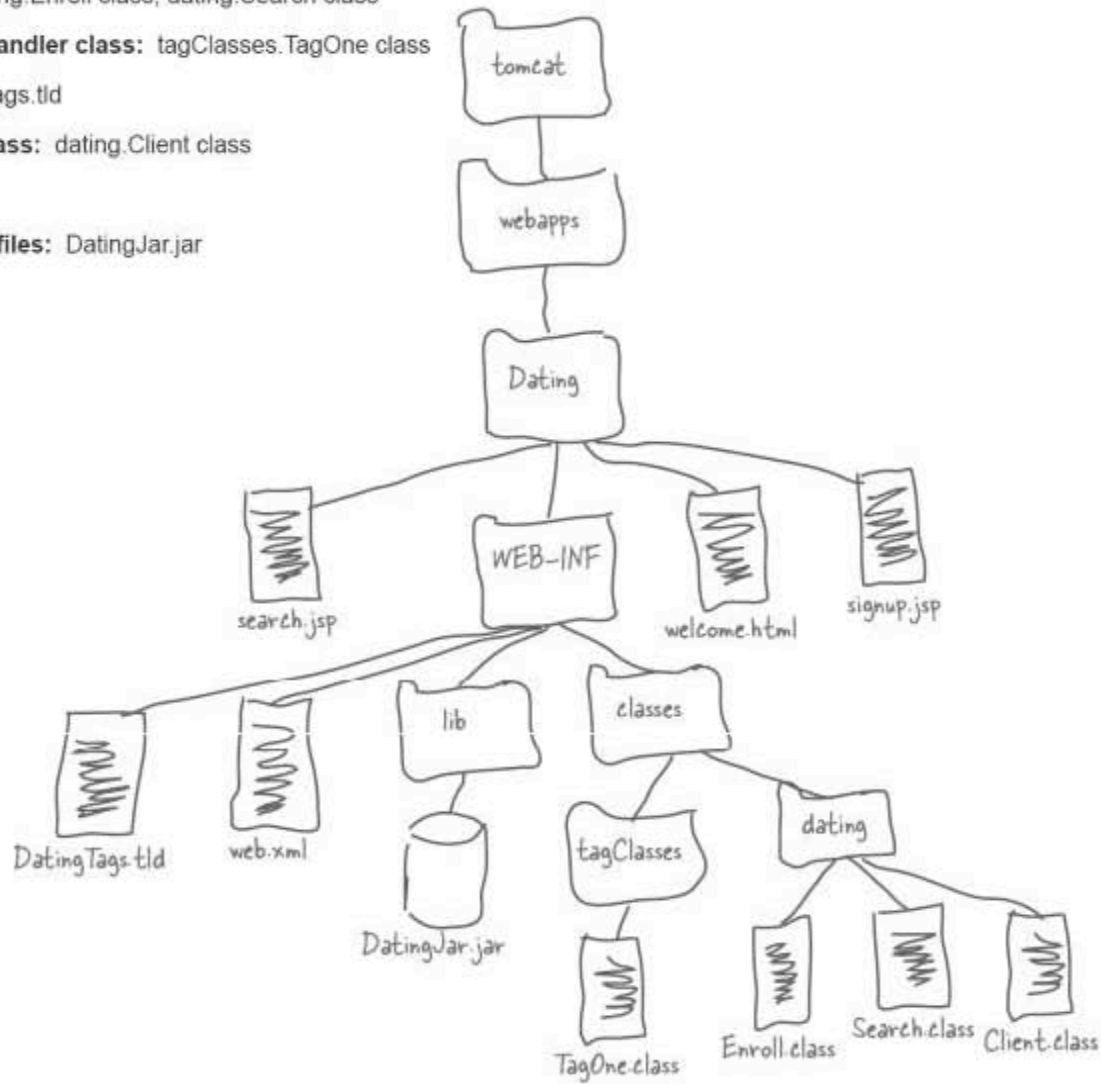 ng.Enroll class, dating.Search class
andler class: tagClasses.TagOne class
ags.tld
ass: dating.Client class
files: DatingJar.jar
tomcat
webapps
Dating
WEB-INF
search.jsp
welcome.html
signup.jsp
lib
classes
DatingTags.tld
web.xml
tagClasses
dating
DatingJar.jar
TagOne.class
Enroll.class
Search.class
Client.class